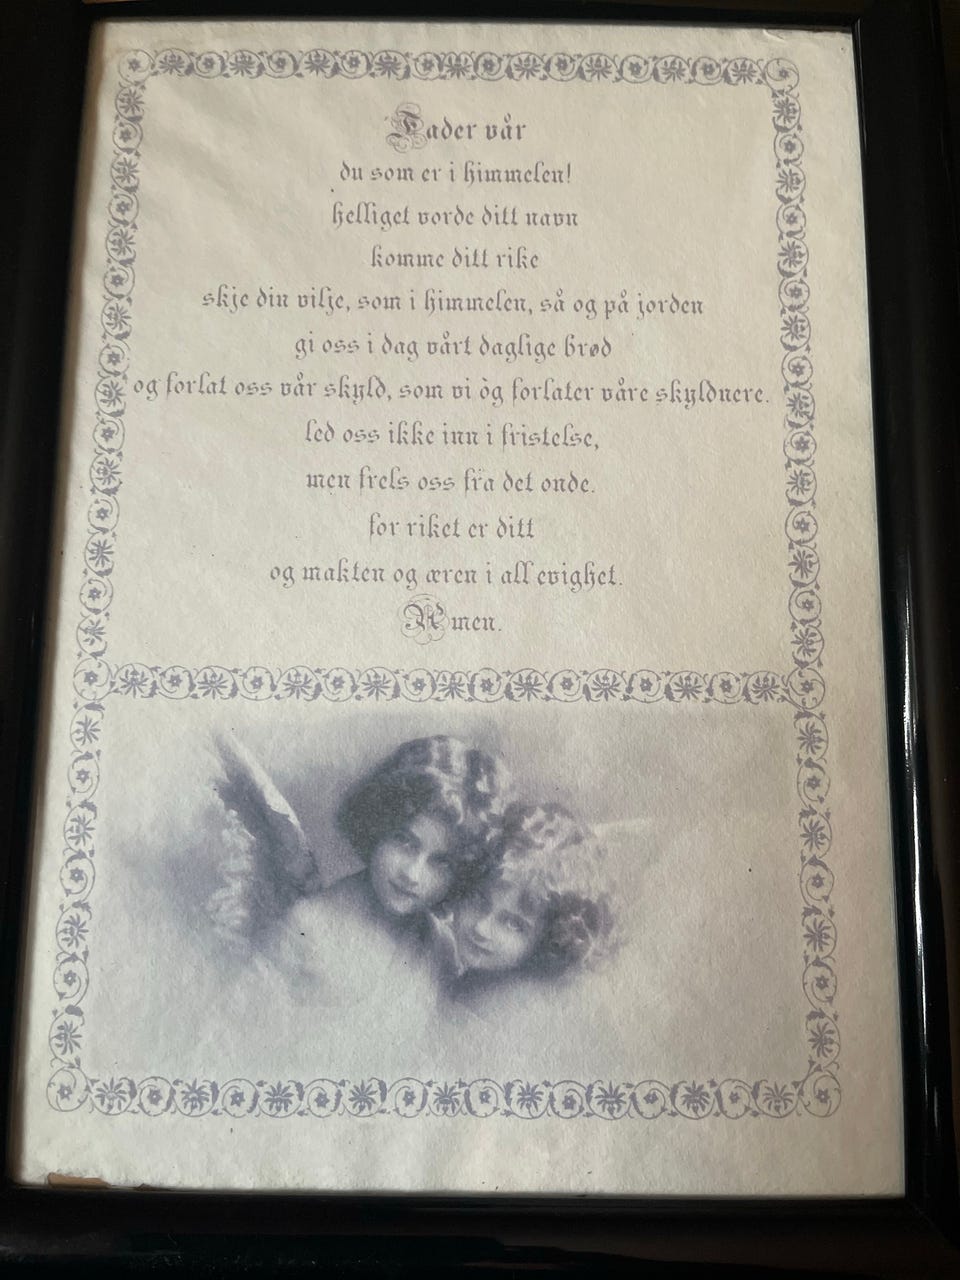 Fader vår
du som er i himmelen!
helliget vorde ditt navn
komme ditt rike
skje din vilje, som i himmelen, så og på jorden
gi oss i dag vårt daglige brød
og forlat oss vår skyld, som vi òg forlater våre skyldnere.
led oss ikke inn i fristelse,
men frels oss fra det onde.
for riket er ditt
og makten og æren i all evighet.
Amen.